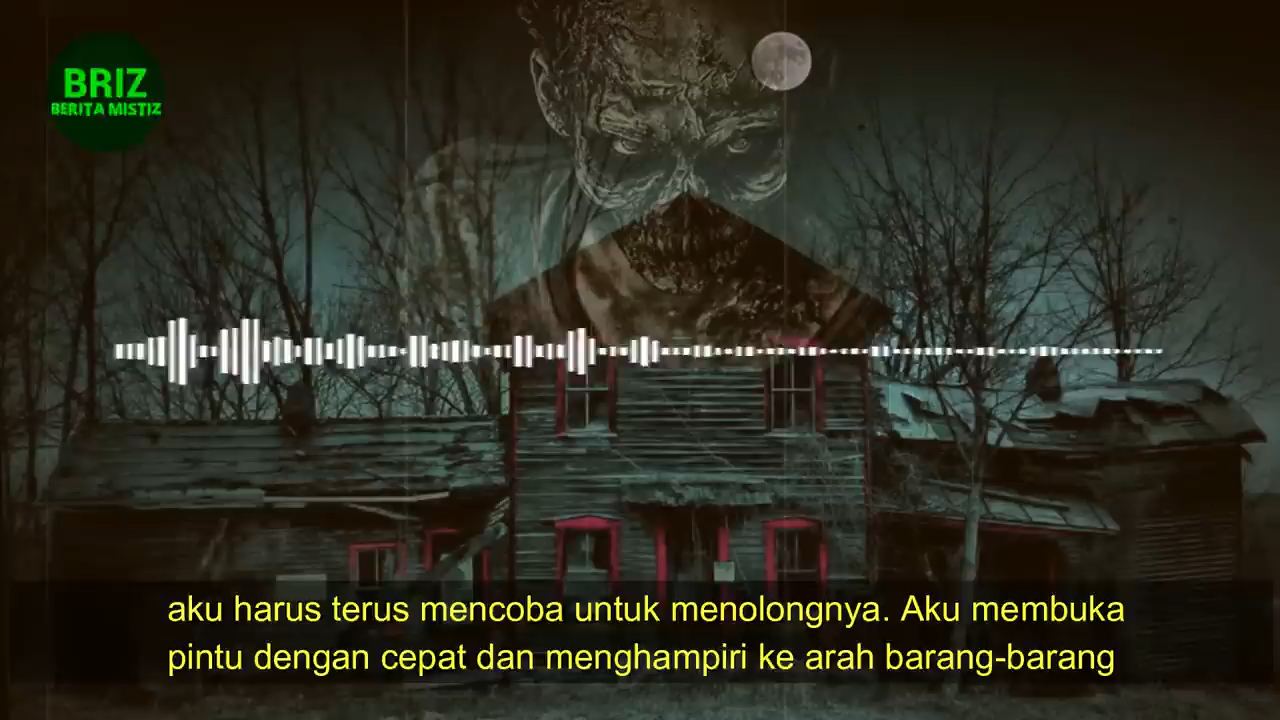 BRIZ
BERITA MISTIZ
aku harus terus mencoba untuk menolongnya. Aku membuka
pintu dengan cepat dan menghampiri ke arah barang-barang